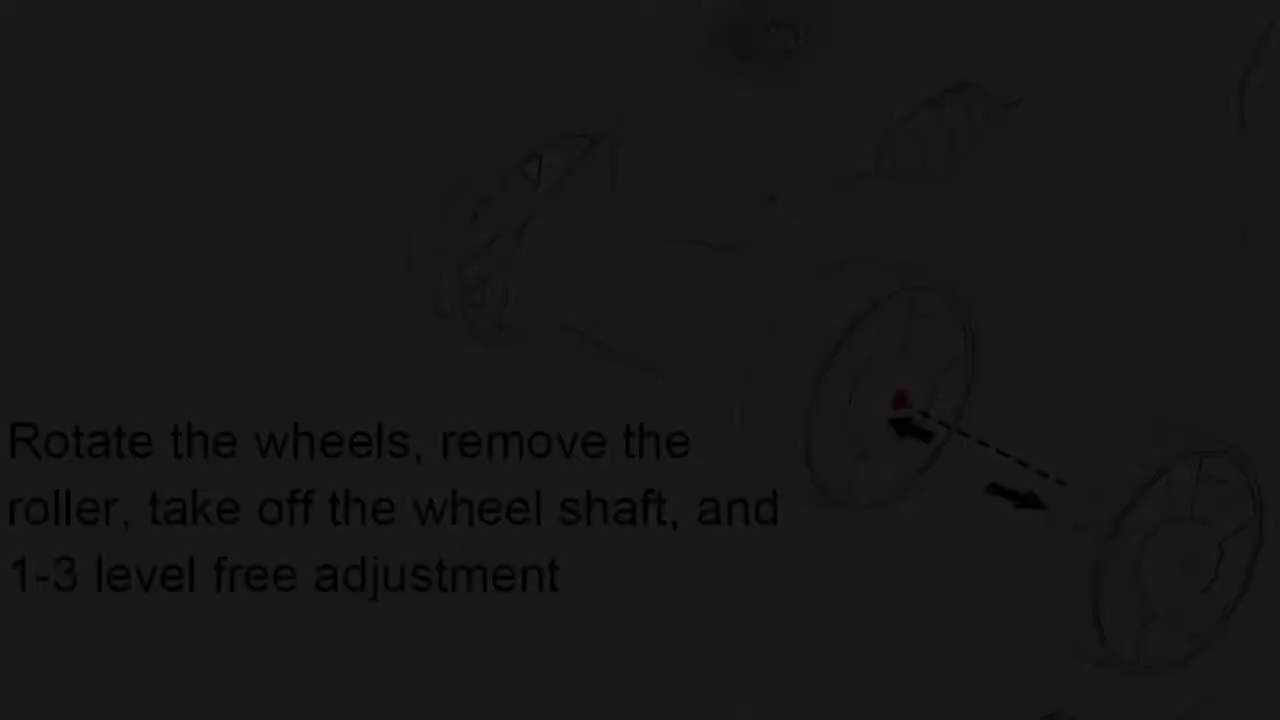 Rotate the wheels, remove the
roller, take off the wheel shaft, and
1-3 level free adjustment